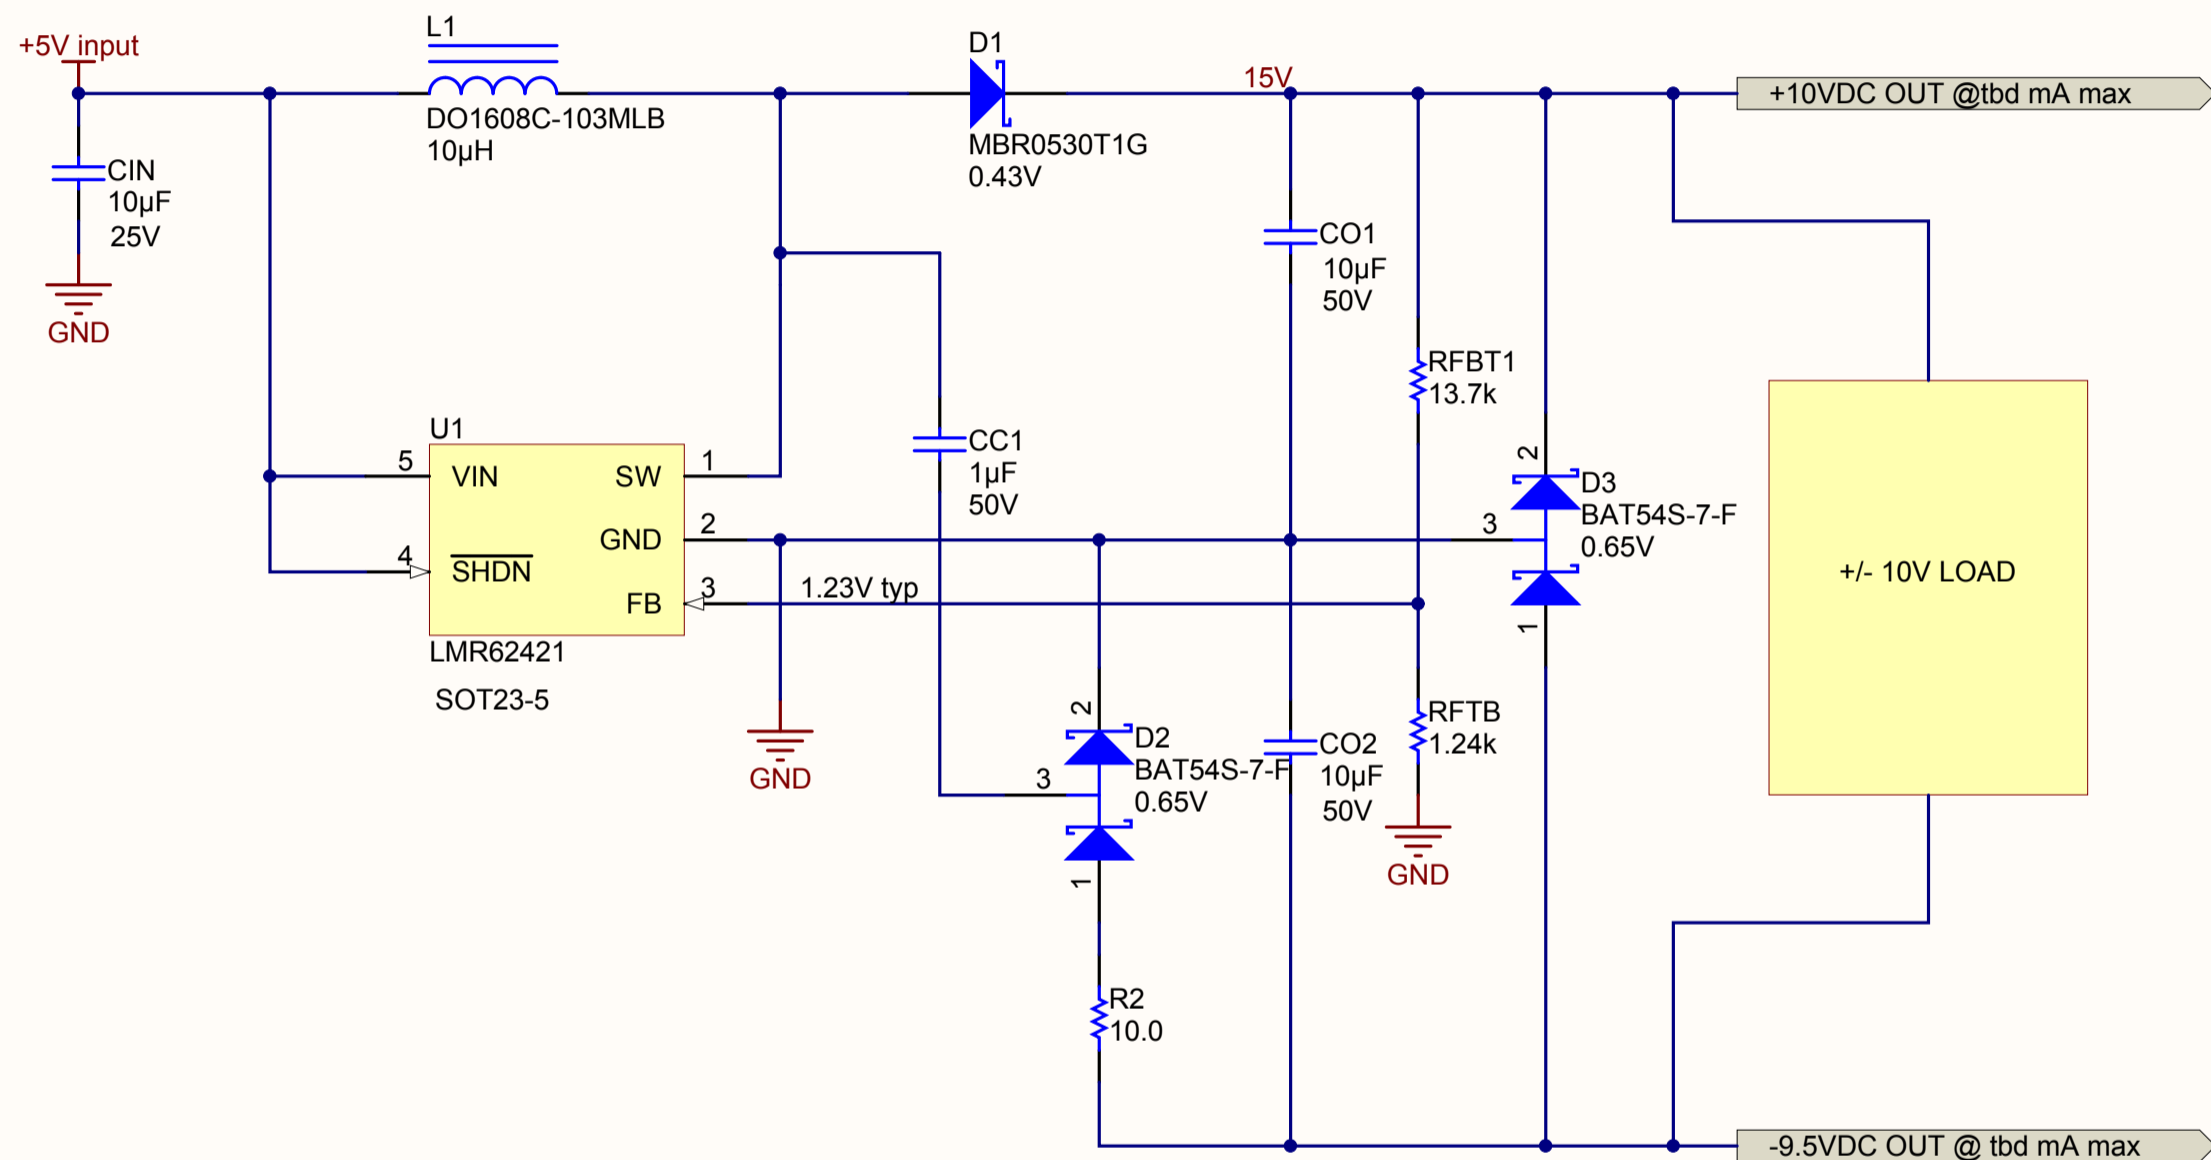 +5V input
L1
DO1608C-103MLB
10µH
D1
MBR0530T1G
0.43V
15V
+10VDC OUT @tbd mA max
CIN
10µF
25V
GND
CO1
10µF
50V
RFBT1
13.7k
CC1
1µF
50V
U1
5
VIN
SW
1
GND
2
4
SHDN
FB
3
1.23V typ
LMR62421
SOT23-5
GND
2
3
D3
BAT54S-7-F
0.65V
1
+/- 10V LOAD
2
3
D2
BAT54S-7-F
0.65V
1
CO2
10µF
50V
RFTB
1.24k
GND
R2
10.0
-9.5VDC OUT @ tbd mA max